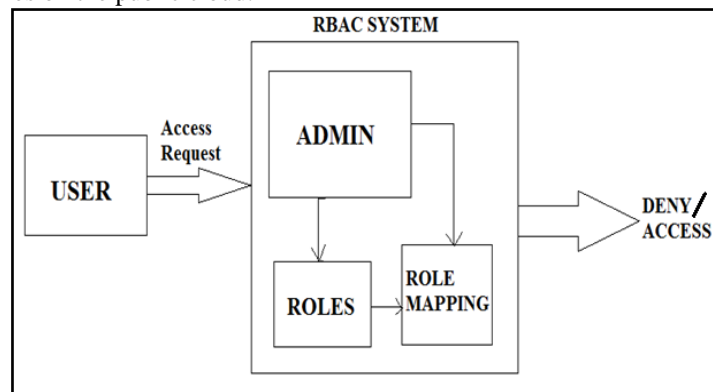 RBAC SYSTEM
ADMIN
Access
Request
USER
DENY/
ACCESS
ROLES
ROLE
MAPPING